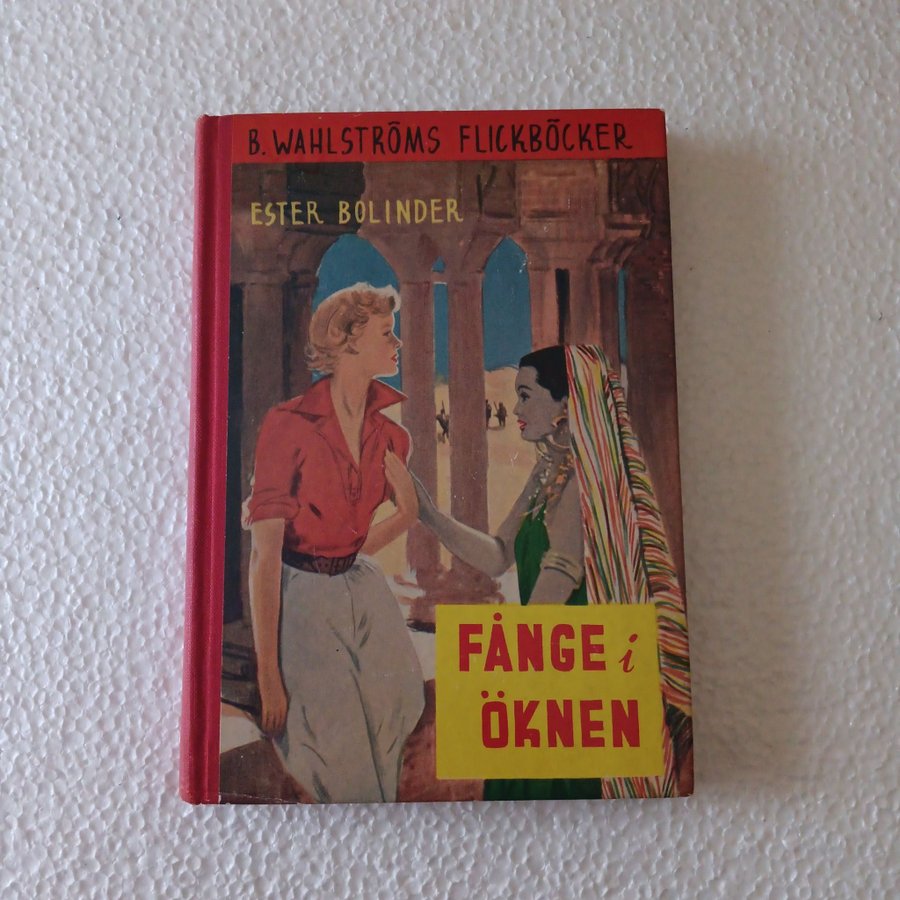 B. WAHLSTRÖMS FLICKBÖCKER
ESTER BOLINDER
FÅNGE i
ÖKNEN